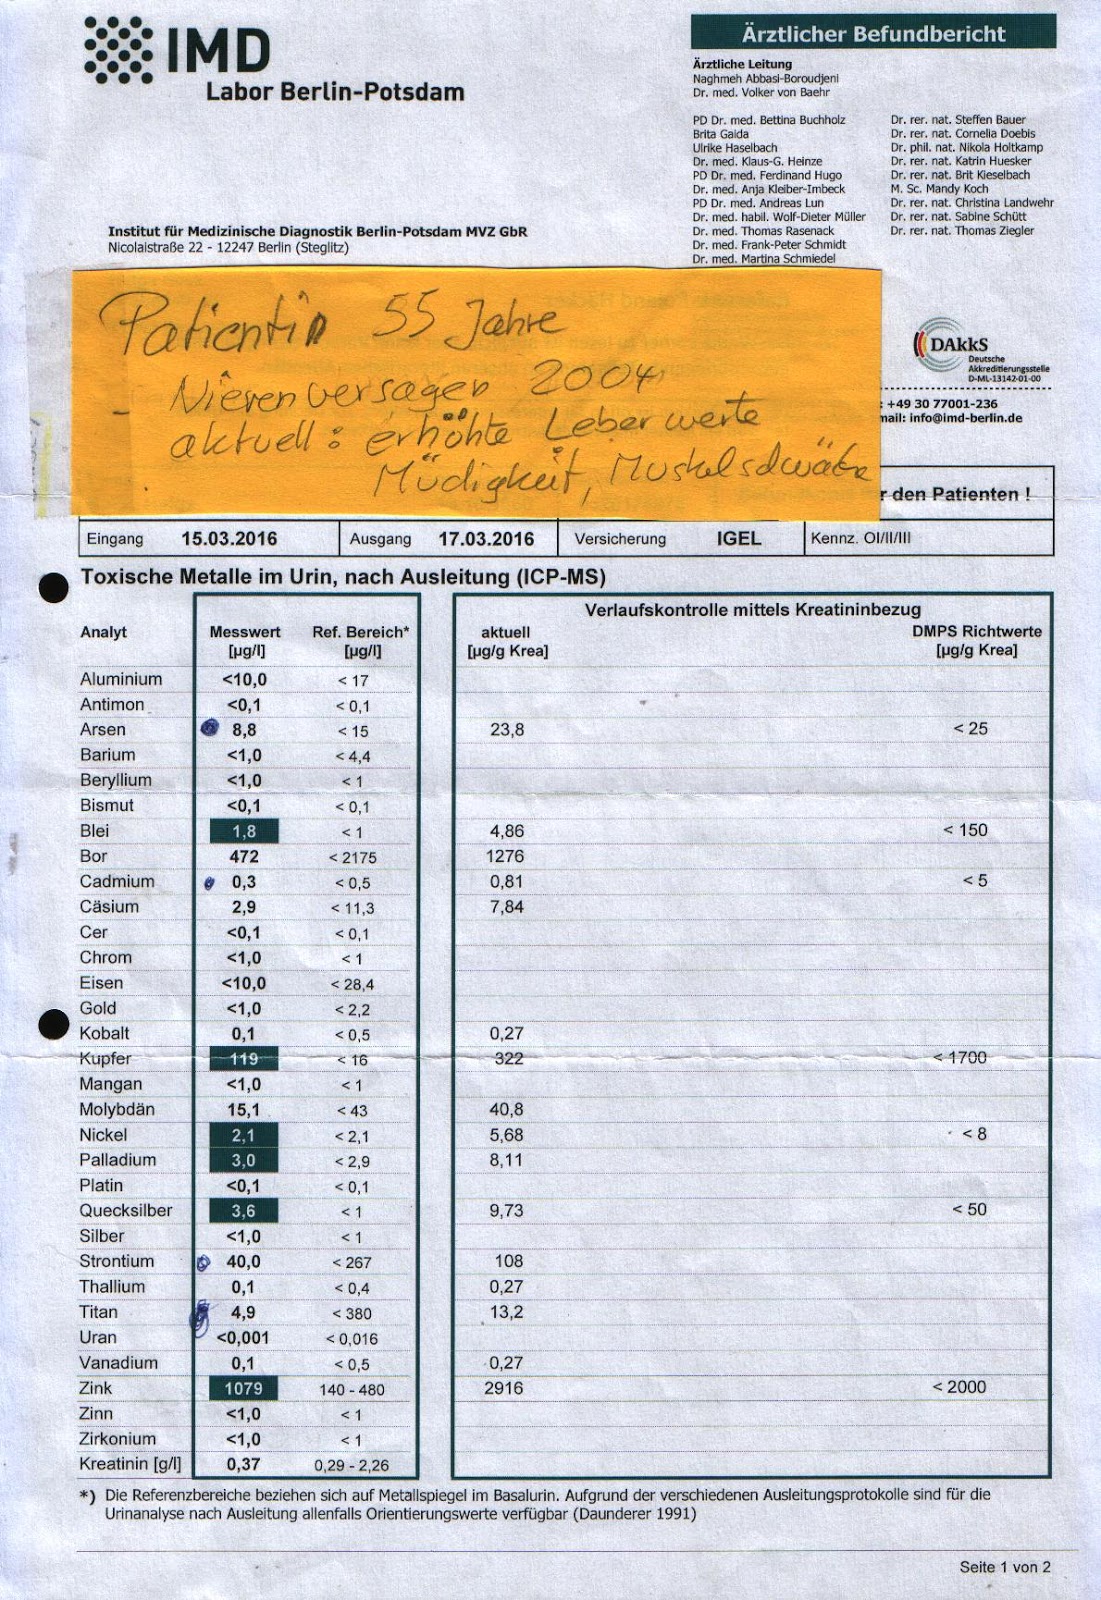 IMD
Labor Berlin-Potsdam
Ärztlicher Befundbericht
Ärztliche Leitung
Naghmeh Abbasi-Boroudjeni
Dr. med. Volker von Baehr
PD Dr. med. Bettina Buchholz
Brita Gaida
Ulrike Haselbach
Dr. med. Klaus-G. Heinze
PD Dr. med. Ferdinand Hugo
Dr. med. Anja Kleiber-Imbeck
PD Dr. med. Andreas Lun
Dr. med. habil. Wolf-Dieter Müller
Dr. med. Thomas Rasenack
Dr. med. Frank-Peter Schmidt
Dr. med. Martina Schmiedel
Dr. rer. nat. Steffen Bauer
Dr. rer. nat. Cornelia Doebis
Dr. phil. nat. Nikola Holtkamp
Dr. rer. nat. Katrin Huesker
Dr. rer. nat. Brit Kieselbach
M. Sc. Mandy Koch
Dr. rer. nat. Christina Landwehr
Dr. rer. nat. Sabine Schütt
Dr. rer. nat. Thomas Ziegler
Institut für Medizinische Diagnostik Berlin-Potsdam MVZ GbR
Nicolaistraße 22 - 12247 Berlin (Steglitz)
Patientin 55 Jahre
Nierenversagen 2004
- aktuell: erhöhte Leberwerte
Müdigkeit, Muskelschwäche
DAkkS
Deutsche
Akkreditierungsstelle
D-ML-13142-01-00
: +49 30 77001-236
mail: info@imd-berlin.de
r den Patienten !
Eingang 15.03.2016 Ausgang 17.03.2016 Versicherung IGEL Kennz. OI/II/III
Toxische Metalle im Urin, nach Ausleitung (ICP-MS)
Verlaufskontrolle mittels Kreatininbezug
Analyt Messwert Ref. Bereich* aktuell DMPS Richtwerte
[µg/l] [µg/l] [µg/g Krea] [µg/g Krea]
Aluminium <10,0 < 17
Antimon <0,1 < 0,1
Arsen 8,8 < 15 23,8 < 25
Barium <1,0 < 4,4
Beryllium <1,0 < 1
Bismut <0,1 < 0,1
Blei 1,8 < 1 4,86 < 150
Bor 472 < 2175 1276
Cadmium 0,3 < 0,5 0,81 < 5
Cäsium 2,9 < 11,3 7,84
Cer <0,1 < 0,1
Chrom <1,0 < 1
Eisen <10,0 < 28,4
Gold <1,0 < 2,2
Kobalt 0,1 < 0,5 0,27
Kupfer 119 < 16 322 < 1700
Mangan <1,0 < 1
Molybdän 15,1 < 43 40,8
Nickel 2,1 < 2,1 5,68 < 8
Palladium 3,0 < 2,9 8,11
Platin <0,1 < 0,1
Quecksilber 3,6 < 1 9,73 < 50
Silber <1,0 < 1
Strontium 40,0 < 267 108
Thallium 0,1 < 0,4 0,27
Titan 4,9 < 380 13,2
Uran <0,001 < 0,016
Vanadium 0,1 < 0,5 0,27
Zink 1079 140 - 480 2916 < 2000
Zinn <1,0 < 1
Zirkonium <1,0 < 1
Kreatinin [g/l] 0,37 0,29 - 2,26
*) Die Referenzbereiche beziehen sich auf Metallspiegel im Basalurin. Aufgrund der verschiedenen Ausleitungsprotokolle sind für die
Urinanalyse nach Ausleitung allenfalls Orientierungswerte verfügbar (Daunderer 1991)
Seite 1 von 2